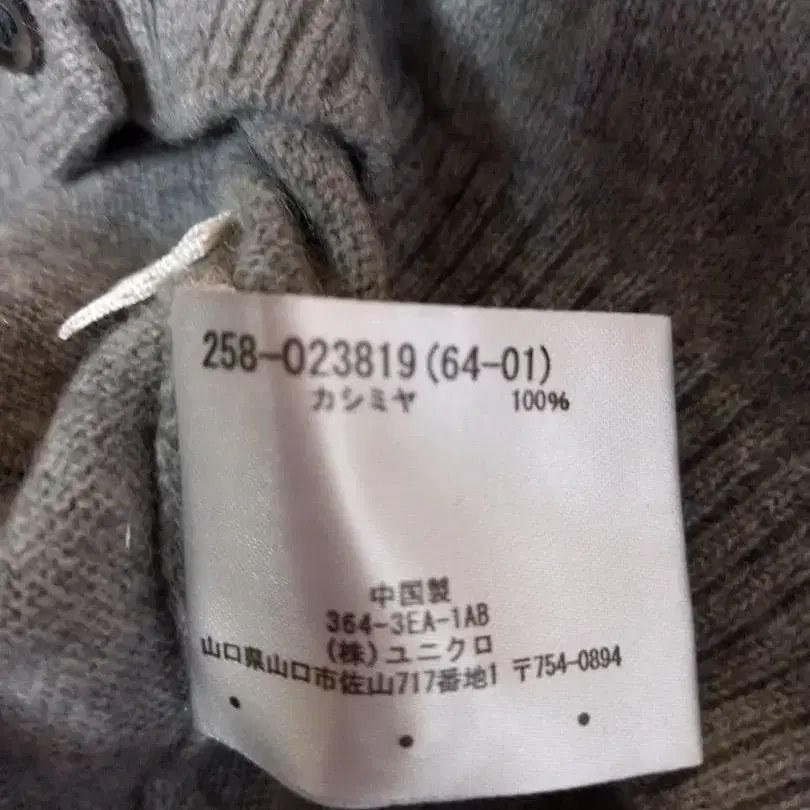 258-023819(64-01)
カシミヤ 100%
中国製
364-3EA-1AB
(株)ユニクロ
山口県山口市佐山717番地1 〒754-0894